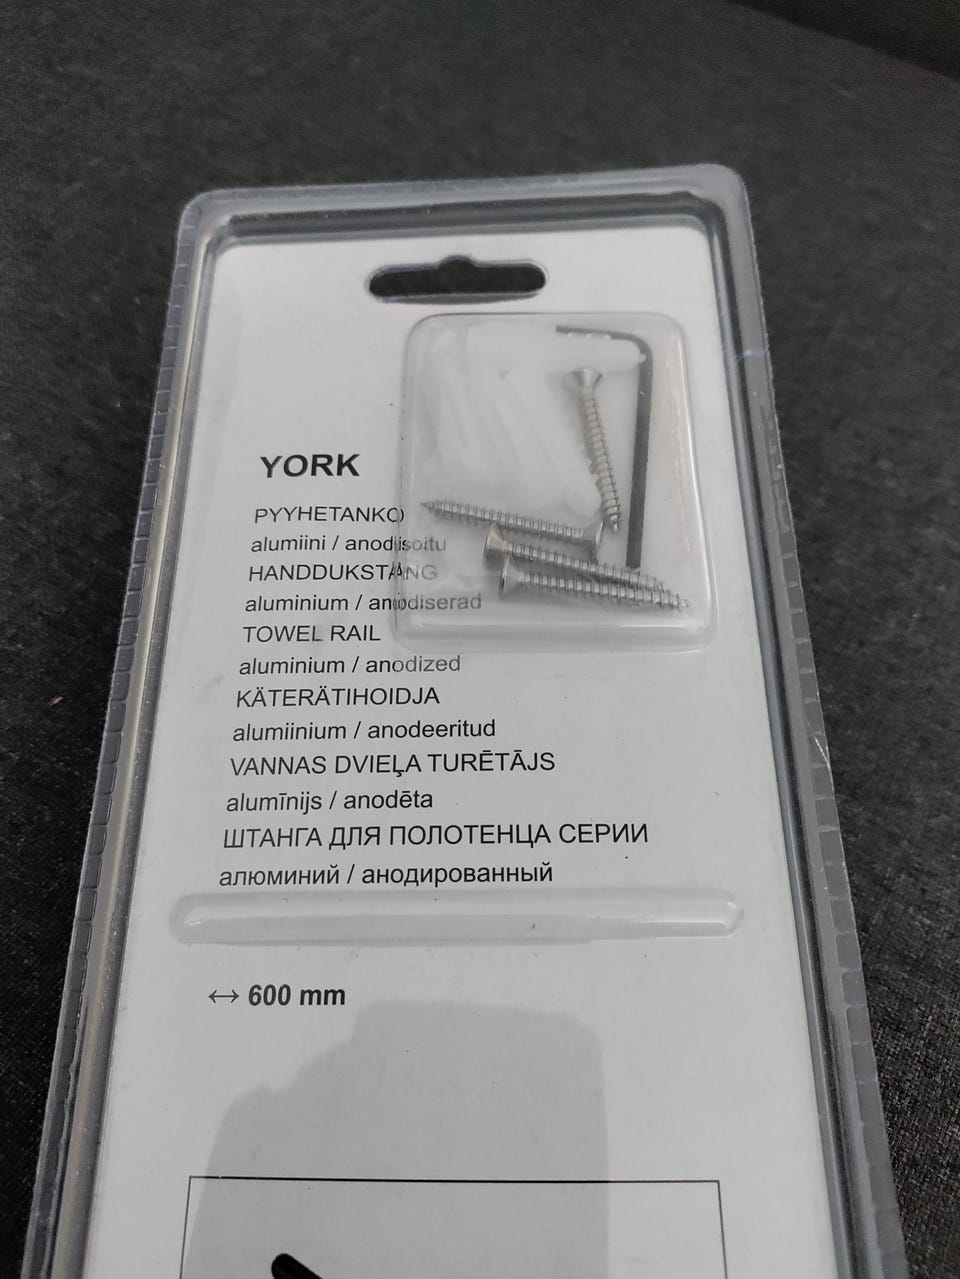 YORK
PYYHETANKO
alumiini / anodisoitu
HANDDUKSTÅNG
aluminium / anodiserad
TOWEL RAIL
aluminium / anodized
KÄTERÄTIHOIDJA
alumiinium / anodeeritud
VANNAS DVIEĻA TURĒTĀJS
alumīnijs / anodēta
ШТАНГА ДЛЯ ПОЛОТЕНЦА СЕРИИ
алюминий / анодированный
↔ 600 mm